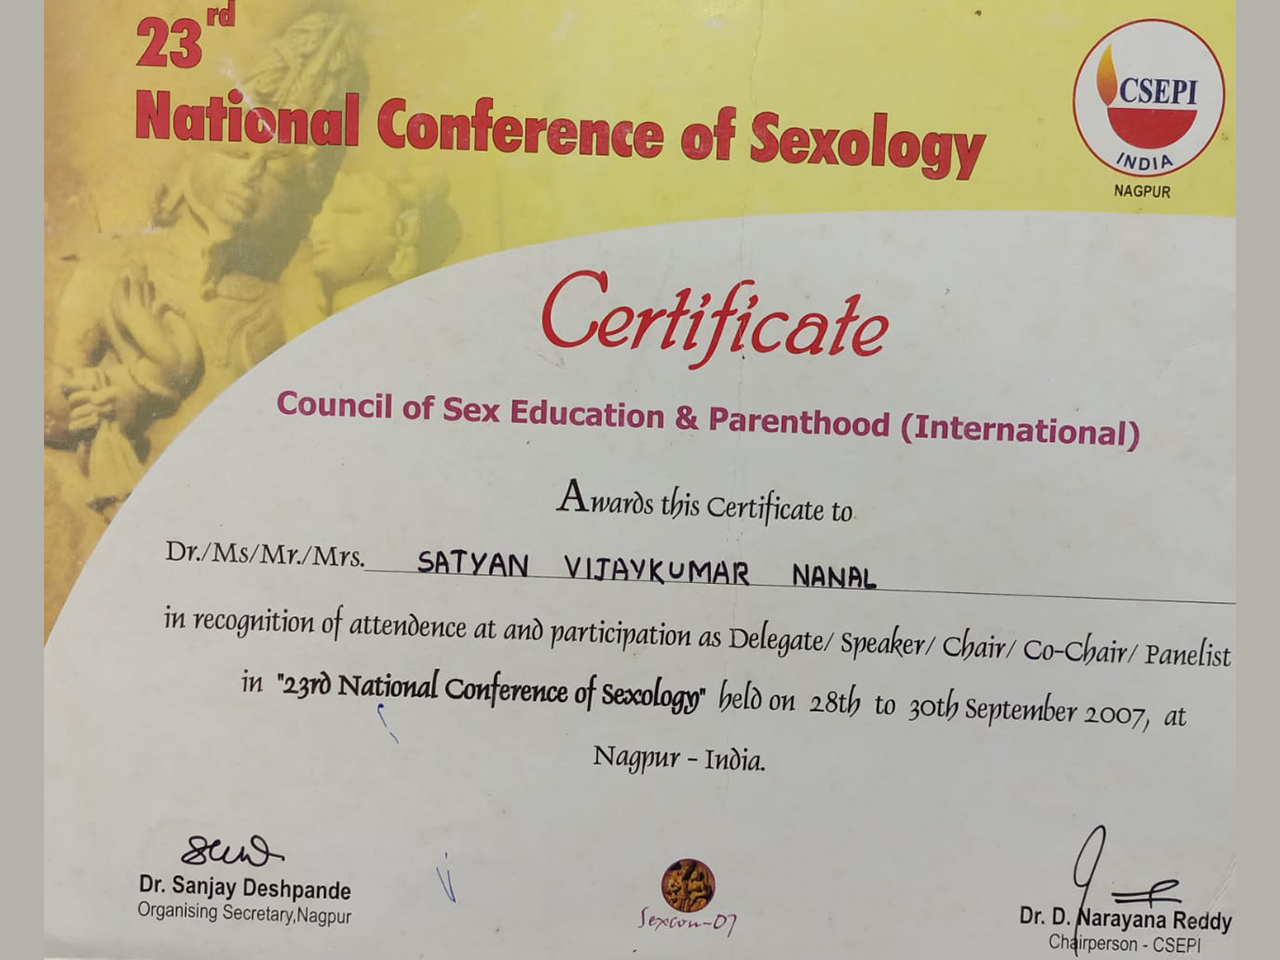 23rd
National Conference of Sexology
CSEPI
INDIA
NAGPUR
Certificate
Council of Sex Education & Parenthood (International)
Awards this Certificate to
Dr./Ms/Mr./Mrs. SATYAN VIJAYKUMAR NANAL
in recognition of attendence at and participation as Delegate/ Speaker/ Chair/ Co-Chair/ Panelist
in "23rd National Conference of Sexology" held on 28th to 30th September 2007, at
Nagpur - India.
Dr. Sanjay Deshpande
Organising Secretary,Nagpur
Sexcon-07
Dr. D. Narayana Reddy
Chairperson - CSEPI